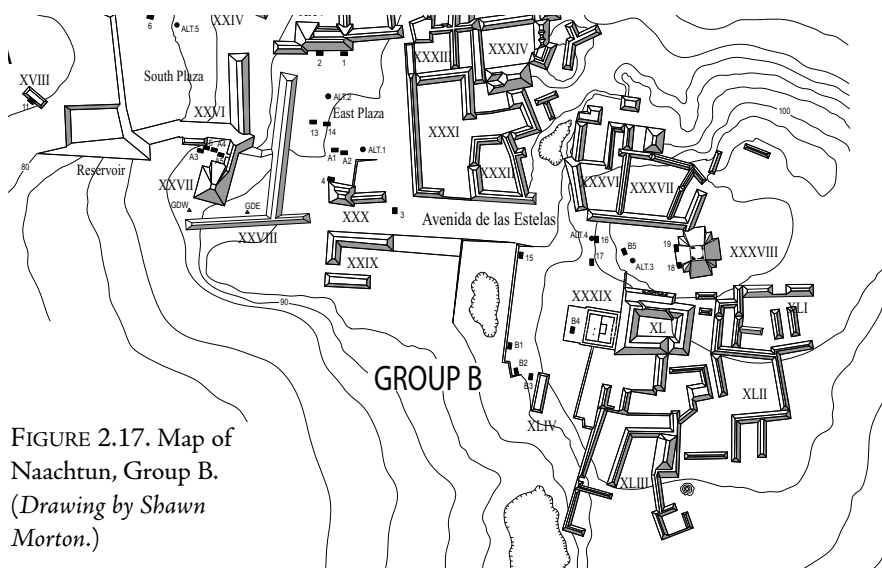 6
ALT.5
XXIV
2
1
XXXIII
XXXIV
XVIII
11
South Plaza
XXVI
ALT.2
East Plaza
13
14
XXXI
100
80
Reservoir
A3
A4
A5
A1
A2
ALT.1
XXVII
4
XXXII
XXXVI
XXXVII
GDW
GDE
XXX
3
Avenida de las Estelas
XXVIII
XXIX
15
ALT.4
16
17
B5
ALT.3
19
18
XXXVIII
90
XXXIX
B4
XL
XLI
B1
B2
B3
GROUP B
XLIV
XLII
XLIII
FIGURE 2.17. Map of
Naachtun, Group B.
(Drawing by Shawn
Morton.)